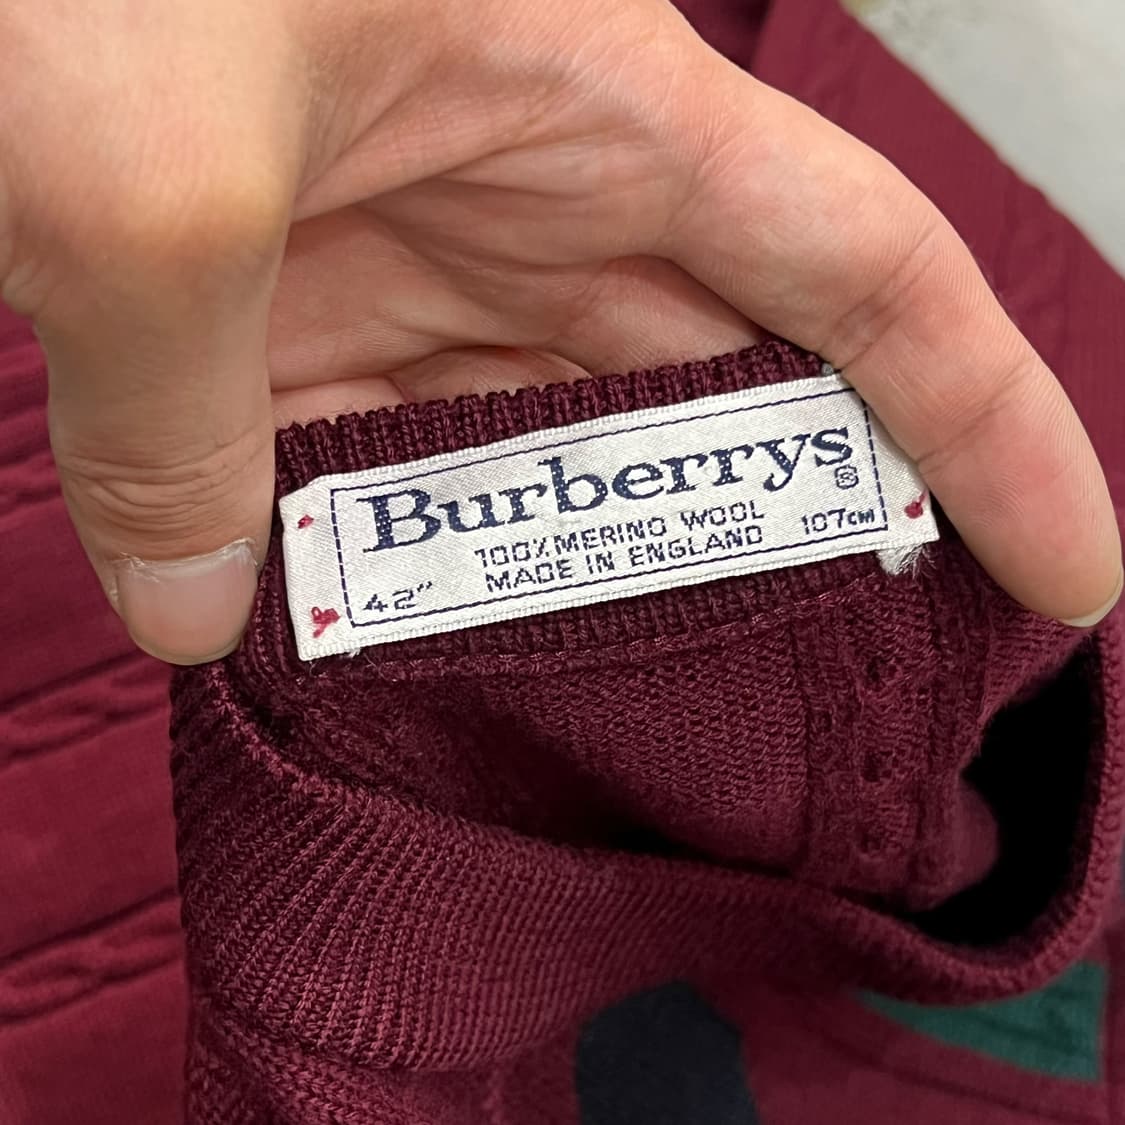 Burberrys®
100% MERINO WOOL
42" MADE IN ENGLAND 107cm